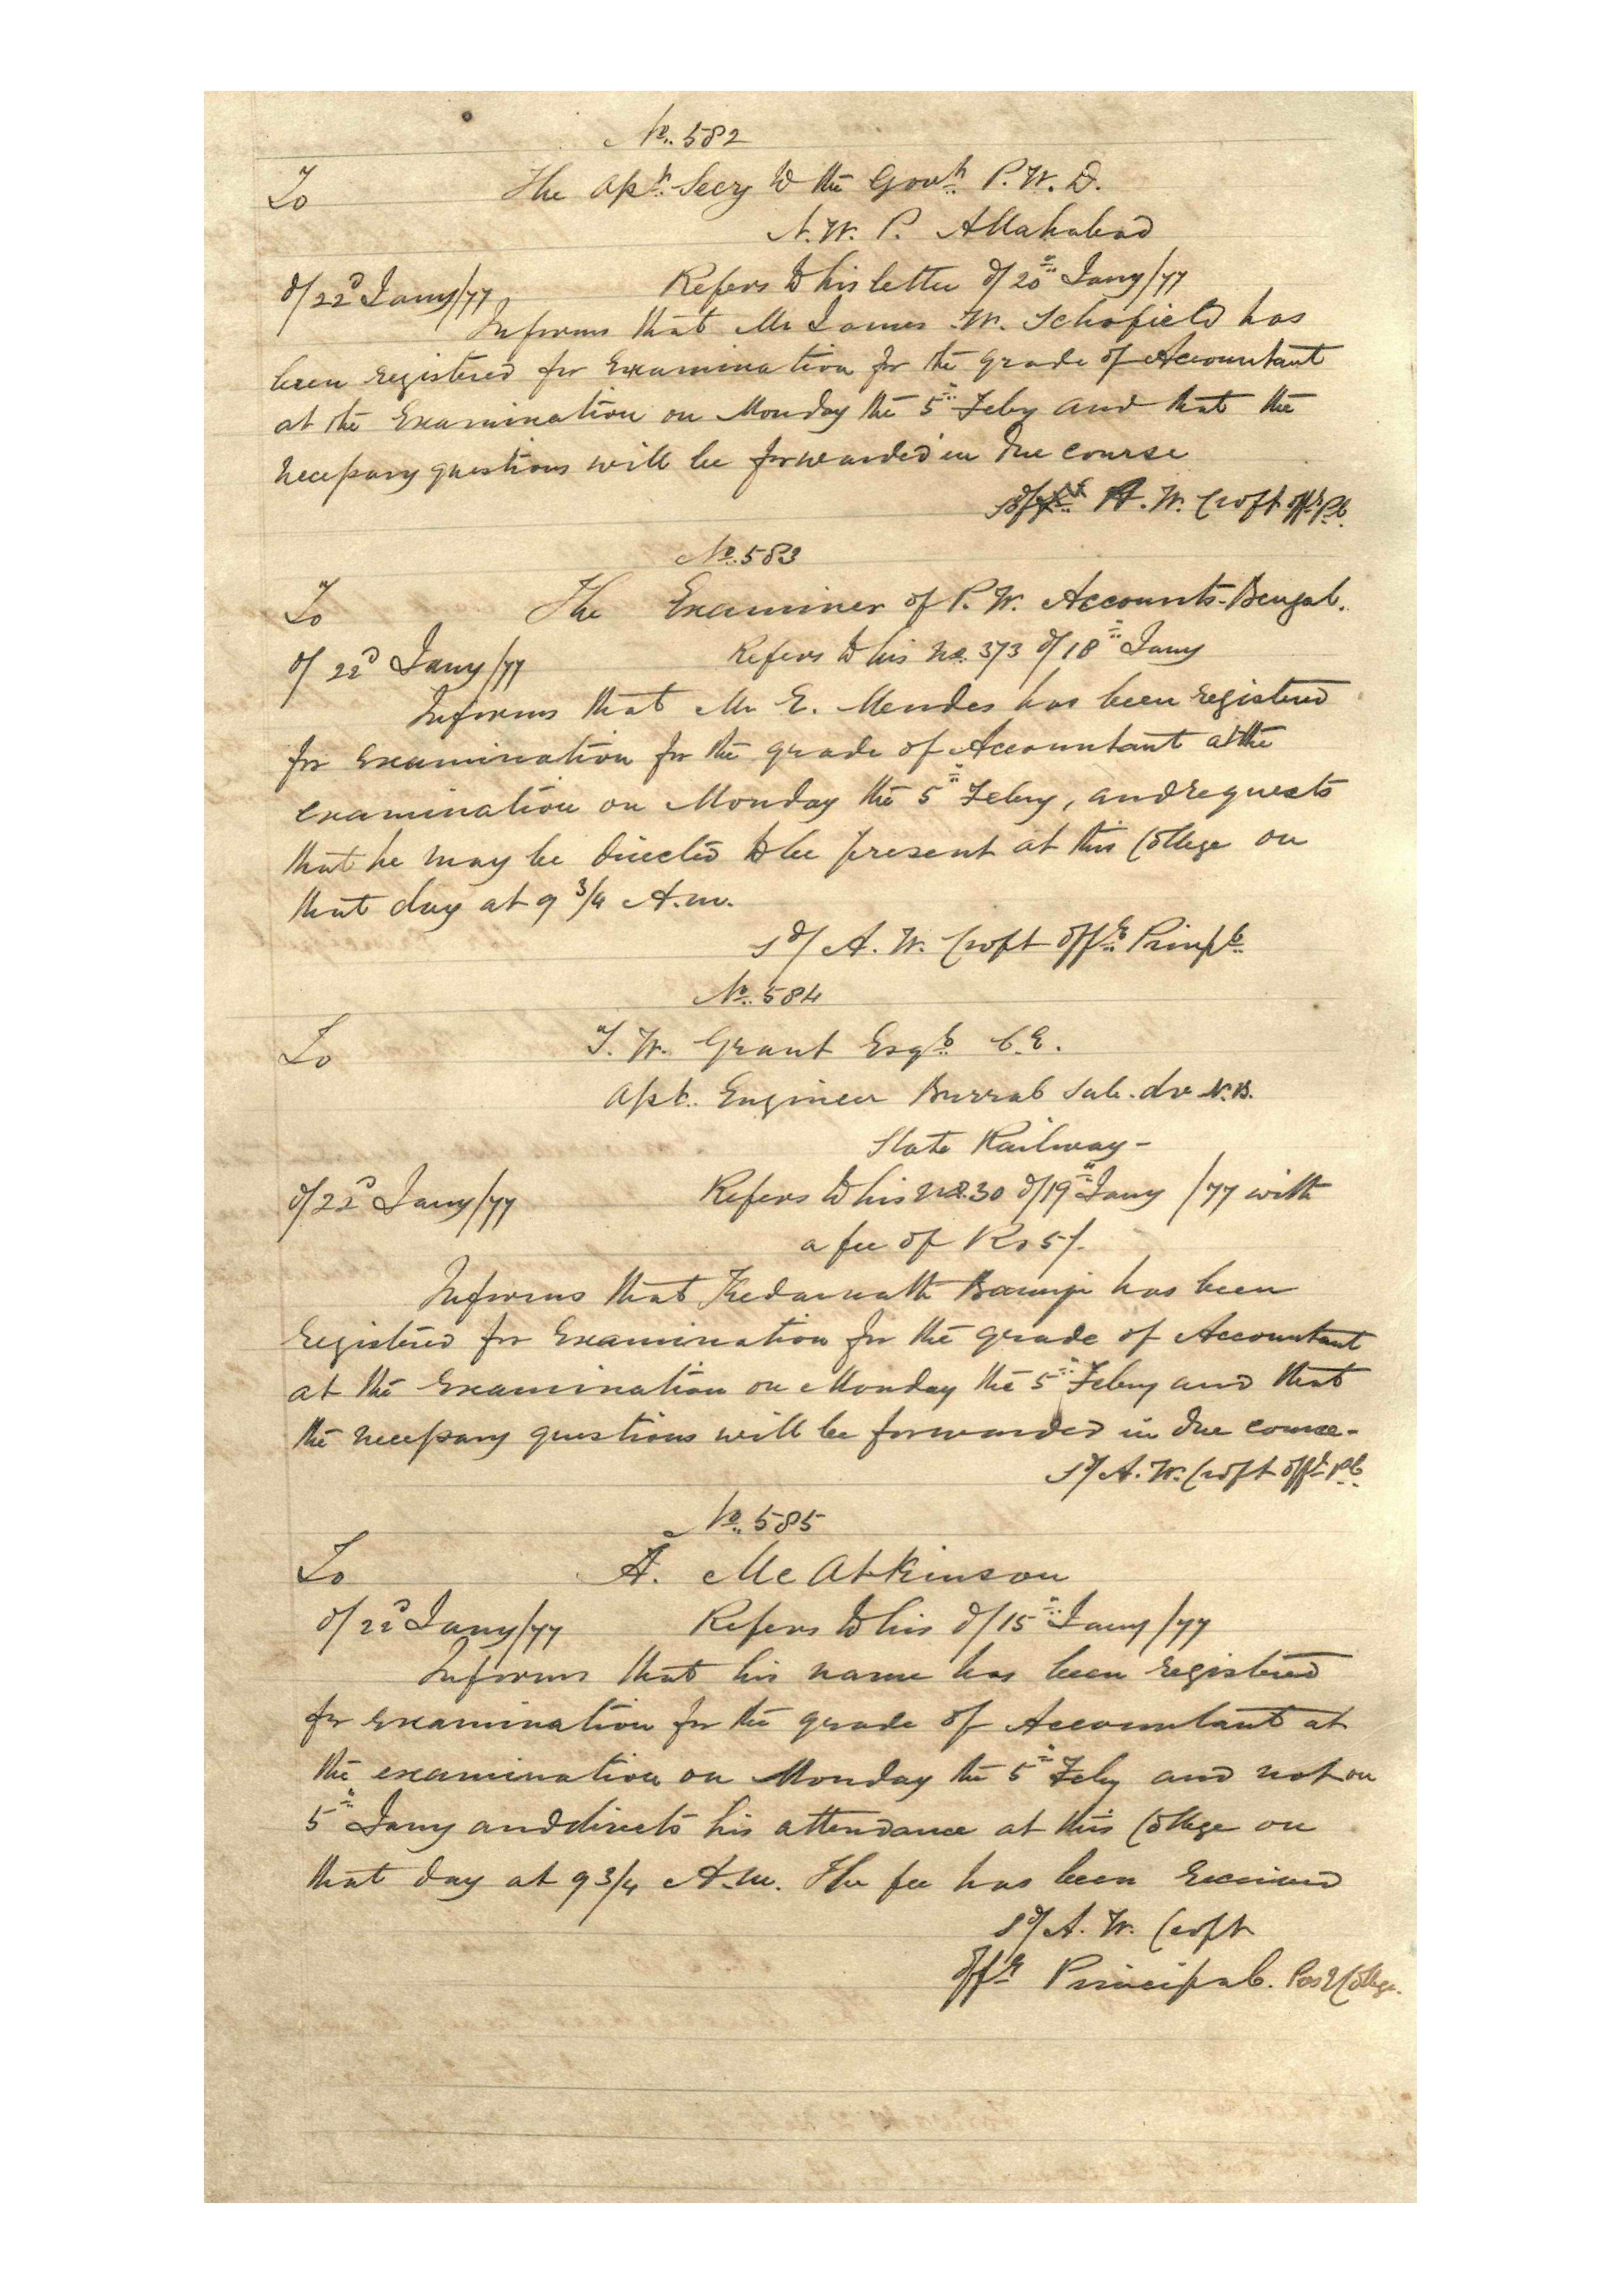 No. 582
To The Asst. Secy to the Govt. P. W. D.
N. W. P. Allahabad
d/22d Jany/77 Refers to his letter d/20th Jany/77
Informs that Mr James W. Schofield has
been registered for Examination for the grade of Accountant
at the Examination on Monday the 5th Feby and that the
necessary questions will be forwarded in due course
Sd/ A. W. Croft offg Pl.
No. 583
To The Examiner of P. W. Accounts-Bengal.
d/ 22d Jany/77 Refers to his No. 373 d/18th Jany
Informs that Mr E. Mendes has been registered
for examination for the grade of Accountant at the
examination on Monday the 5th Febry, and requests
that he may be directed to be present at this College on
that day at 9 3/4 A.m.
Sd/ A. W. Croft offg. Prinpl.
No. 584
To T. W. Grant Esqr. C.E.
Asst. Engineer Burral Sub. dv N.B.
State Railway-
d/22d Jany/77 Refers to his No. 30 d/19th Jany /77 with
a fee of Rs 5/.
Informs that Kedarnath Banerji has been
registered for Examination for the grade of Accountant
at the Examination on Monday the 5th Febry and that
the necessary questions will be forwarded in due course-
Sd/ A. W. Croft offg. Pl.
No. 585
To A. Mc Atkinson
d/22d Jany/77 Refers to his d/15th Jany/77
Informs that his name has been registered
for examination for the grade of Accountant at
the examination on Monday the 5th Feby and not on
5th Jany and directs his attendance at this College on
that day at 9 3/4 A.m. The fee has been received
Sd/ A. W. Croft
Offg Principal. Presy College.